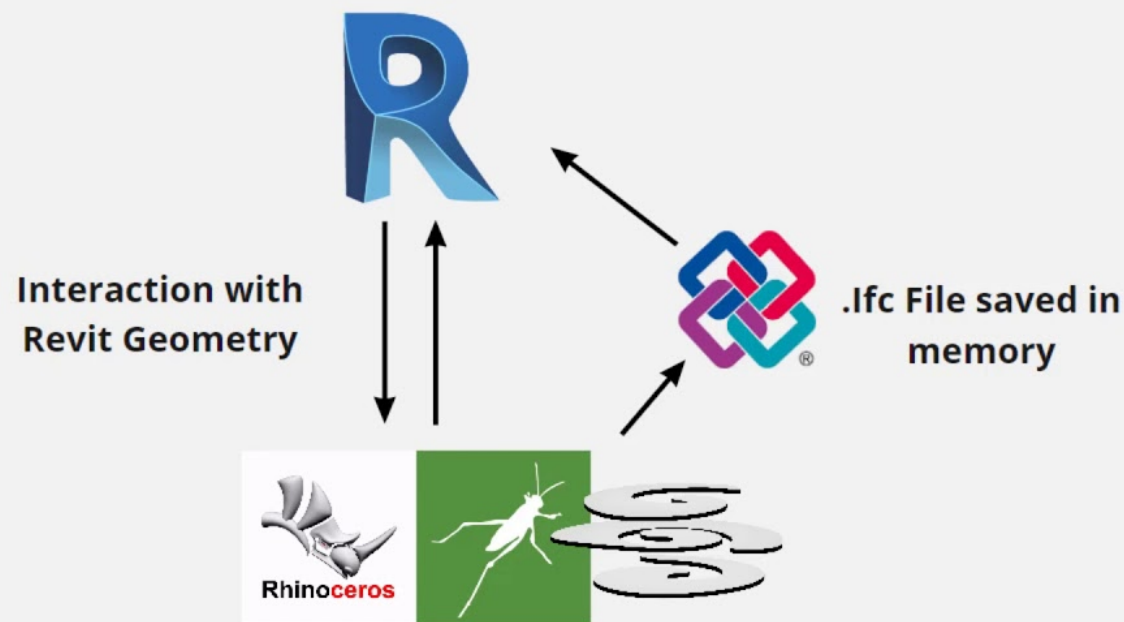 Interaction with
Revit Geometry
.Ifc File saved in
memory
®
Rhinoceros